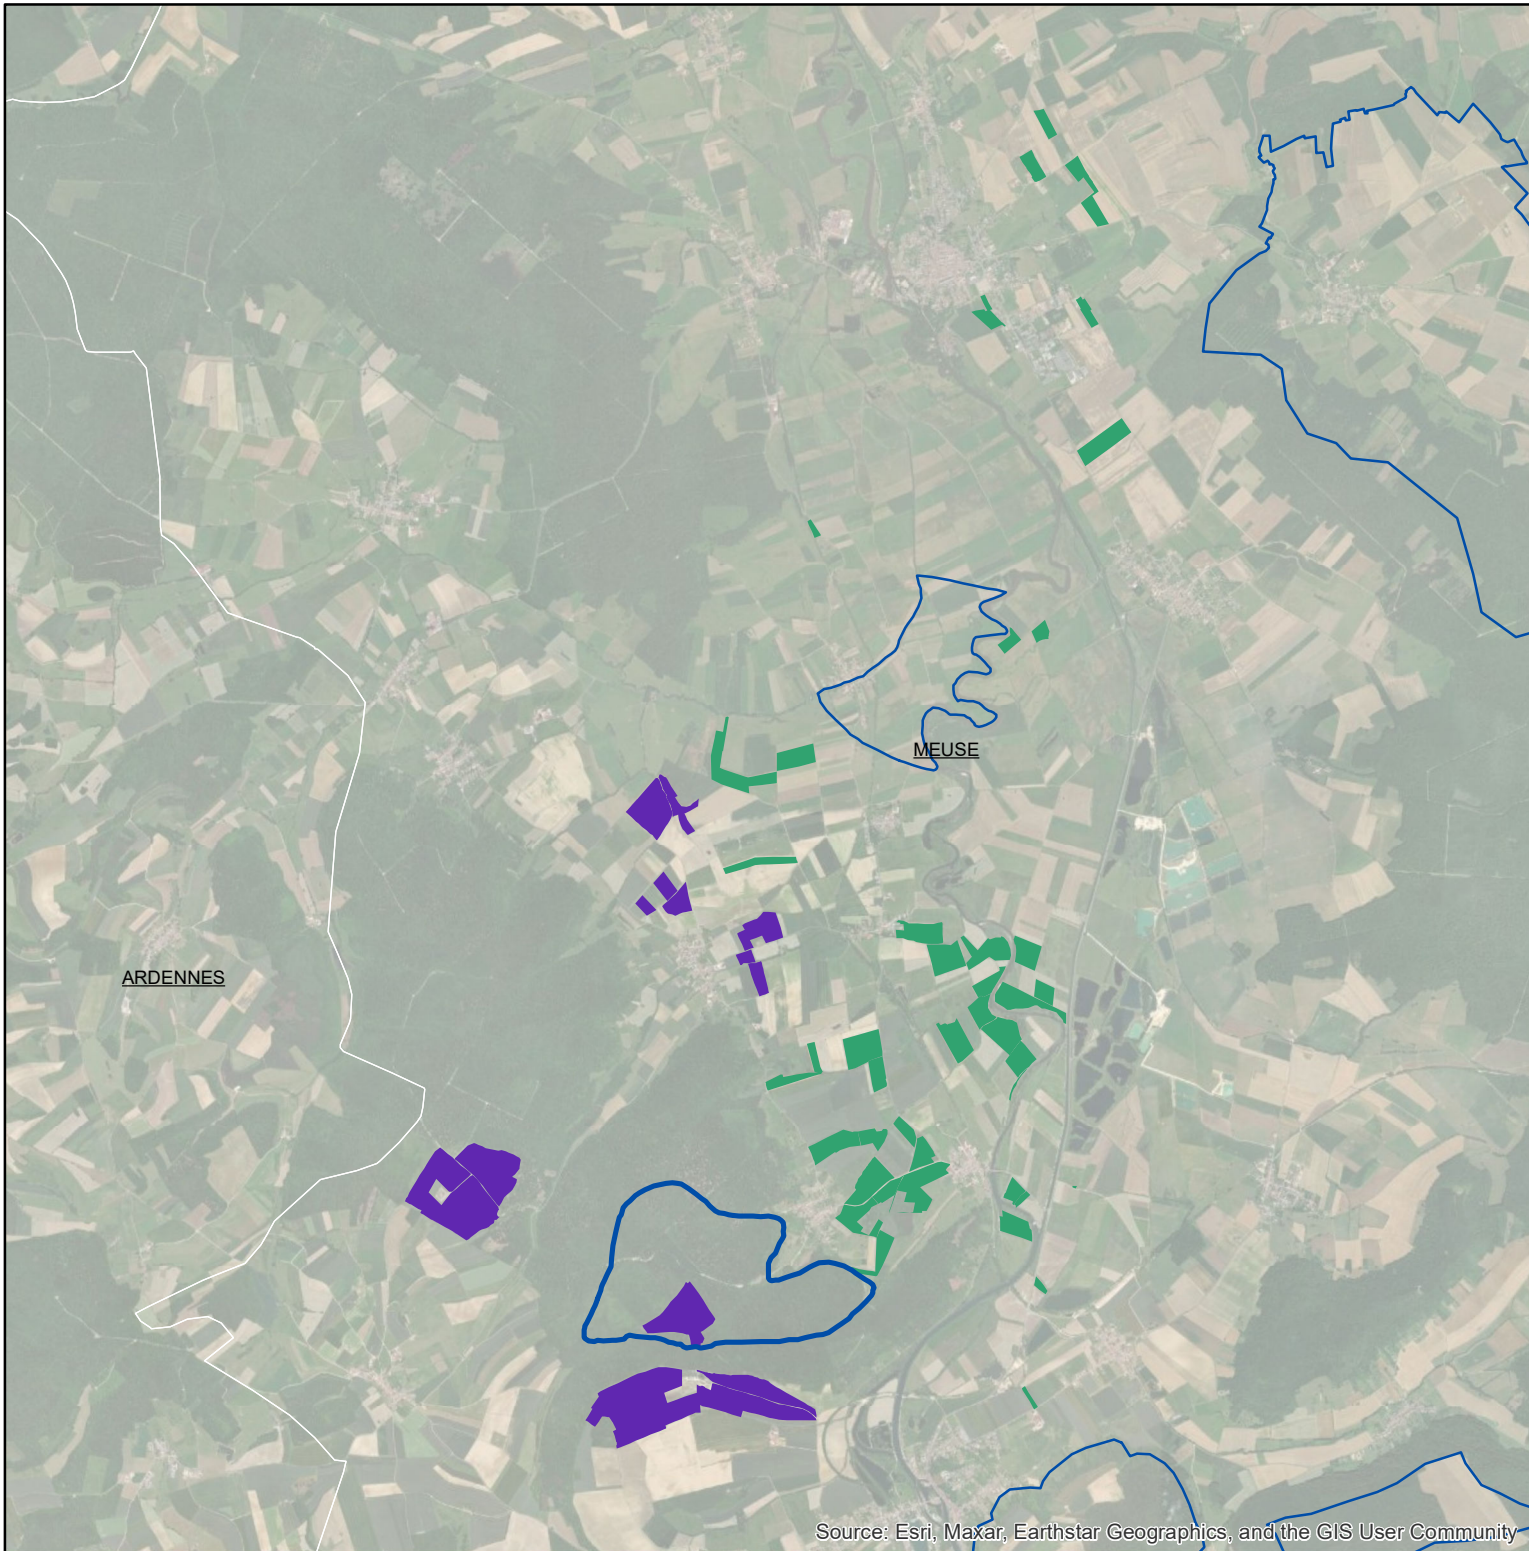 MEUSE
ARDENNES
Source: Esri, Maxar, Earthstar Geographics, and the GIS User Community